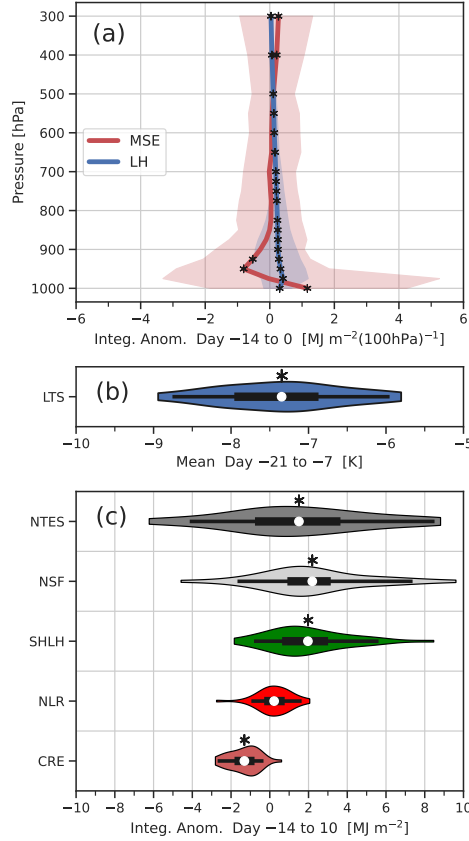 300
400
500
600
700
800
900
1000
Pressure [hPa]
(a)
MSE
LH
6
4
2
0
2
4
6
Integ. Anom.  Day −14 to 0  [MJ m⁻²(100hPa)⁻¹]
(b)
LTS
−10
−9
−8
−7
−6
−5
Mean  Day −21 to −7  [K]
(c)
NTES
NSF
SHLH
NLR
CRE
−10
−8
−6
−4
−2
0
2
4
6
8
10
Integ. Anom.  Day −14 to 10  [MJ m⁻²]